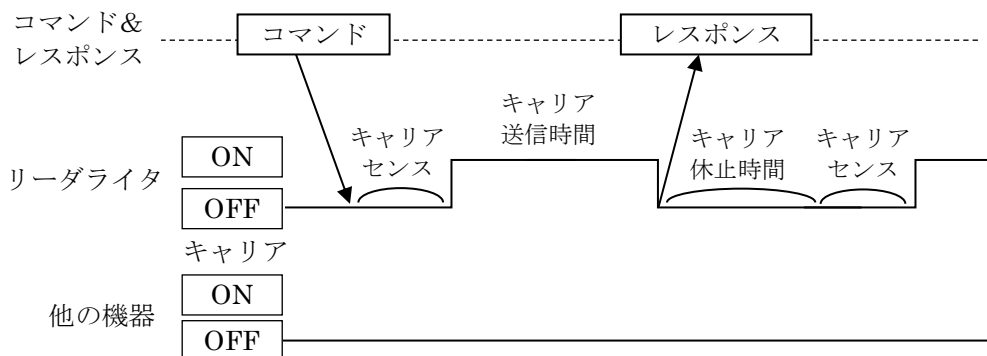 コマンド&
レスポンス
コマンド
レスポンス
キャリア
送信時間
キャリア
センス
キャリア
休止時間
キャリア
センス
リーダライタ
ON
OFF
キャリア
他の機器
ON
OFF